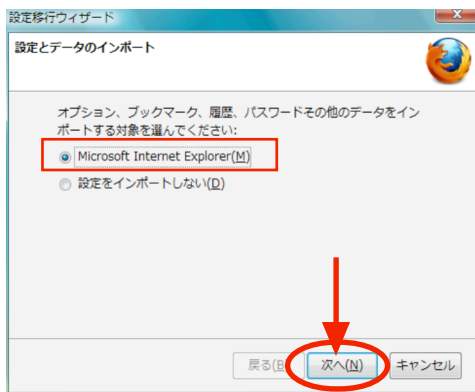 設定移行ウィザード
設定とデータのインポート
オプション、ブックマーク、履歴、パスワードその他のデータをイン
ポートする対象を選んでください:
Microsoft Internet Explorer(M)
設定をインポートしない(D)
戻る(B 次へ(N) キャンセル